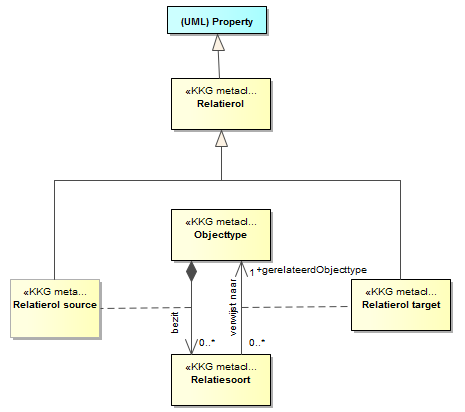 (UML) Property
«KKG metacl...
Relatierol
«KKG metacl...
Objecttype
1
+gerelateerdObjecttype
«KKG meta...
Relatierol source
«KKG metacl...
Relatierol target
bezit
verwijst naar
0..*
0..*
«KKG metacl...
Relatiesoort